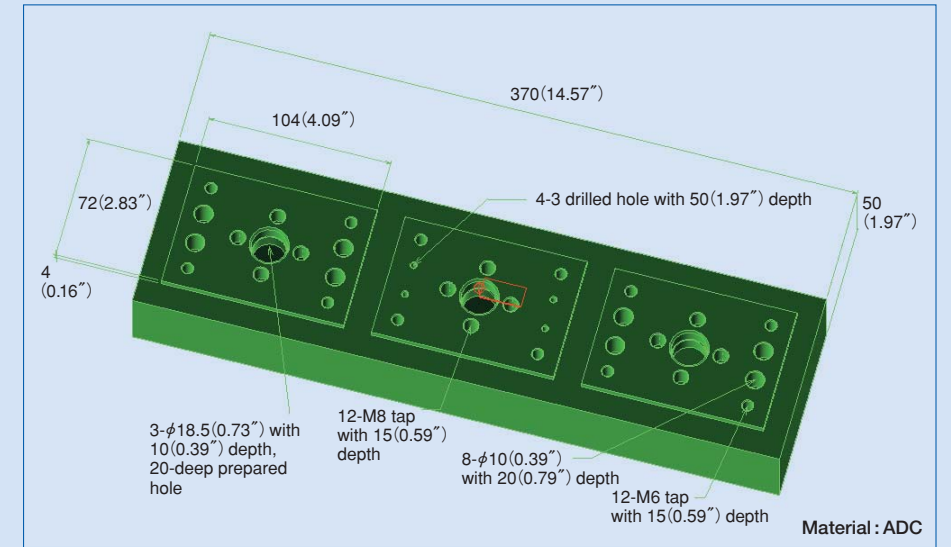 370(14.57″)
104(4.09″)
4-3 drilled hole with 50(1.97″) depth
72(2.83″)
50
(1.97″)
4
(0.16″)
3-ϕ18.5(0.73″) with
10(0.39″) depth,
20-deep prepared
hole
12-M8 tap
with 15(0.59″)
depth
8-ϕ10(0.39″)
with 20(0.79″) depth
12-M6 tap
with 15(0.59″) depth
Material : ADC